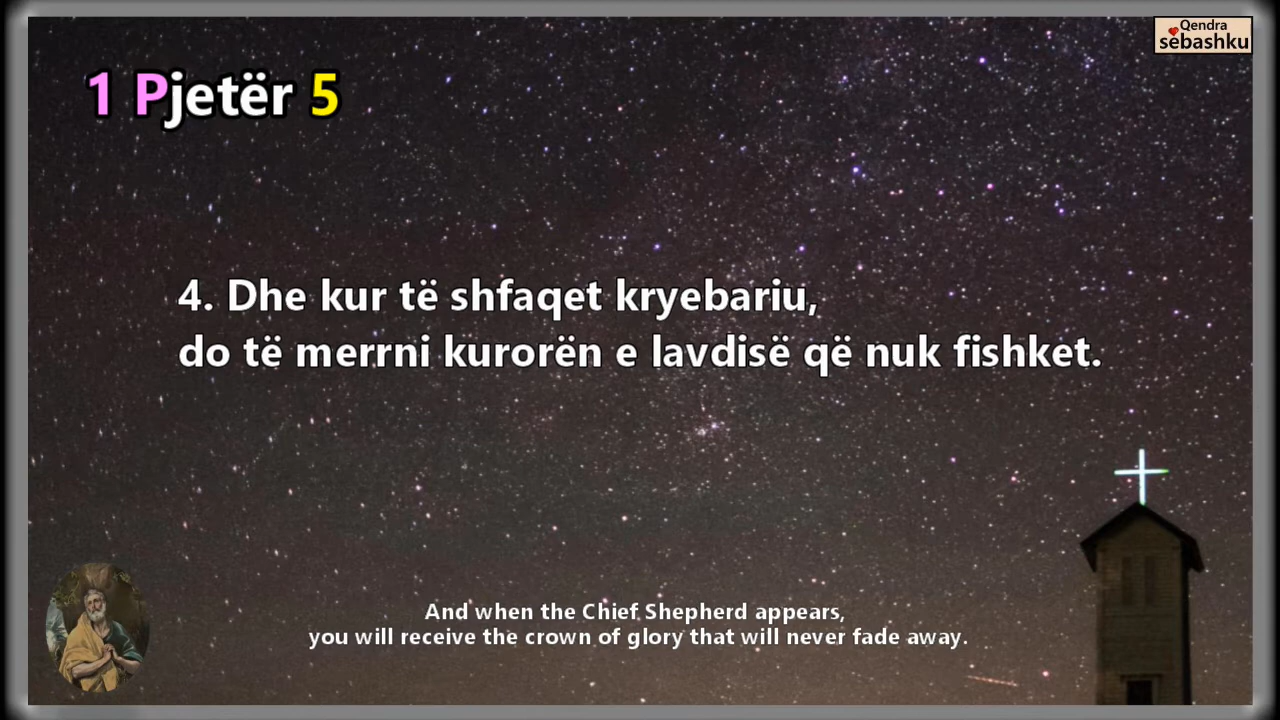 Qendra
sebashku
1 Pjetër 5
4. Dhe kur të shfaqet kryebariu,
do të merrni kurorën e lavdisë që nuk fishket.
And when the Chief Shepherd appears,
you will receive the crown of glory that will never fade away.